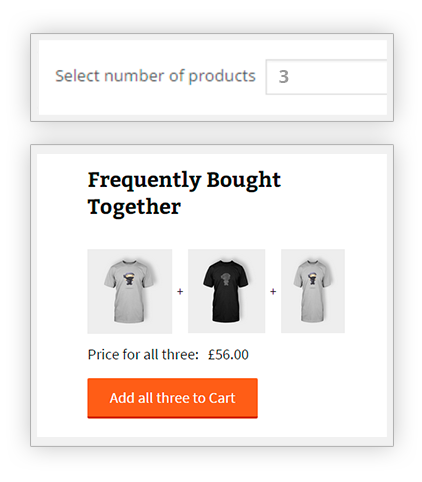 Select number of products 3
Frequently Bought
Together
+ +
Price for all three: £56.00
Add all three to Cart